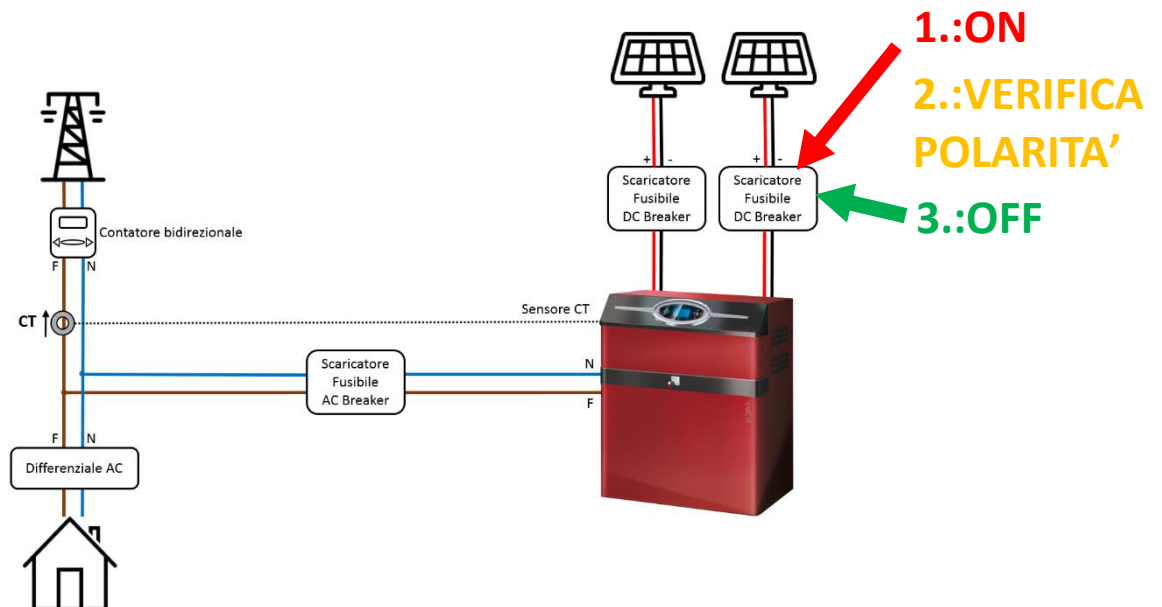 1.:ON
2.:VERIFICA
POLARITA’
3.:OFF
+ -
+ -
Scaricatore
Fusibile
DC Breaker
Scaricatore
Fusibile
DC Breaker
Contatore bidirezionale
F N
CT
Sensore CT
Scaricatore
Fusibile
AC Breaker
N
F
F N
Differenziale AC